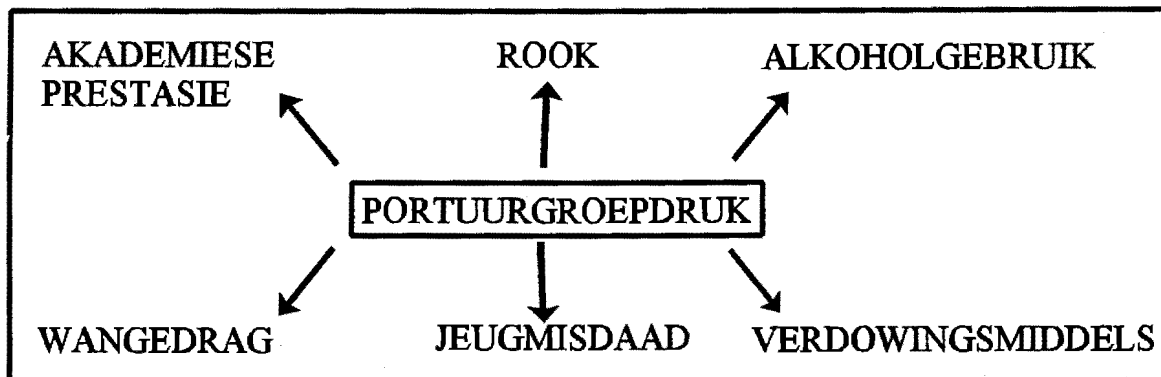 AKADEMIESE
PRESTASIE
ROOK
ALKOHOLGEBRUIK
PORTUURGROEPDRUK
WANGEDRAG
JEUGMISDAAD
VERDOWINGSMIDDELS